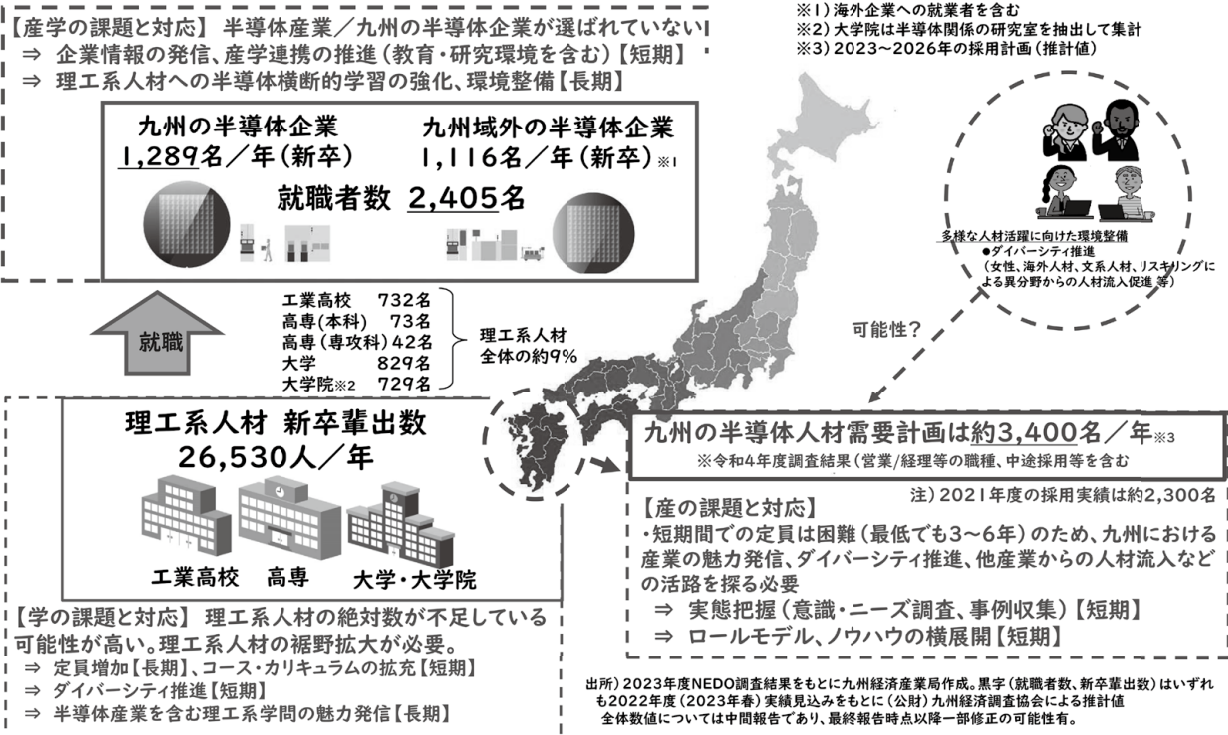 【産学の課題と対応】 半導体産業／九州の半導体企業が選ばれていない
⇒ 企業情報の発信、産学連携の推進（教育・研究環境を含む）【短期】
⇒ 理工系人材への半導体横断的学習の強化、環境整備【長期】
※1）海外企業への就業者を含む
※2）大学院は半導体関係の研究室を抽出して集計
※3）2023～2026年の採用計画（推計値）
九州の半導体企業
1,289名／年（新卒）
九州域外の半導体企業
1,116名／年（新卒）※1
就職者数 2,405名
多様な人材活躍に向けた環境整備
●ダイバーシティ推進
（女性、海外人材、文系人材、リスキリングに
よる異分野からの人材流入促進 等）
可能性？
就職
工業高校 732名
高専（本科） 73名
高専（専攻科）42名
大学 829名
大学院※2 729名
理工系人材
全体の約9％
理工系人材 新卒輩出数
26,530人／年
工業高校 高専 大学・大学院
【学の課題と対応】 理工系人材の絶対数が不足している
可能性が高い。理工系人材の裾野拡大が必要。
⇒ 定員増加【長期】、コース・カリキュラムの拡充【短期】
⇒ ダイバーシティ推進【短期】
⇒ 半導体産業を含む理工系学問の魅力発信【長期】
九州の半導体人材需要計画は約3,400名／年※3
※令和4年度調査結果（営業/経理等の職種、中途採用等を含む
注）2021年度の採用実績は約2,300名
【産の課題と対応】
・短期間での定員は困難（最低でも3～6年）のため、九州における
産業の魅力発信、ダイバーシティ推進、他産業からの人材流入など
の活路を探る必要
⇒ 実態把握（意識・ニーズ調査、事例収集）【短期】
⇒ ロールモデル、ノウハウの横展開【短期】
出所）2023年度NEDO調査結果をもとに九州経済産業局作成。黒字（就職者数、新卒輩出数）はいずれ
も2022年度（2023年春）実績見込みをもとに（公財）九州経済調査協会による推計値
全体数値については中間報告であり、最終報告時点以降一部修正の可能性有。